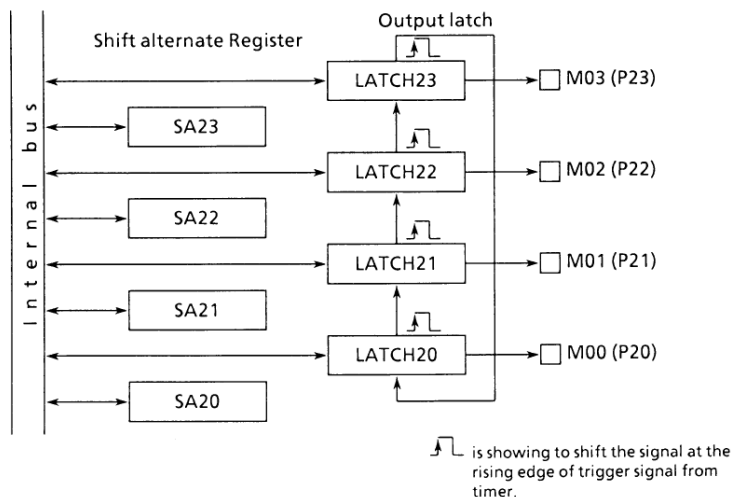 Output latch
Shift alternate Register
LATCH23
M03 (P23)
SA23
LATCH22
M02 (P22)
SA22
LATCH21
M01 (P21)
SA21
LATCH20
M00 (P20)
SA20
Internal bus
is showing to shift the signal at the
rising edge of trigger signal from
timer.